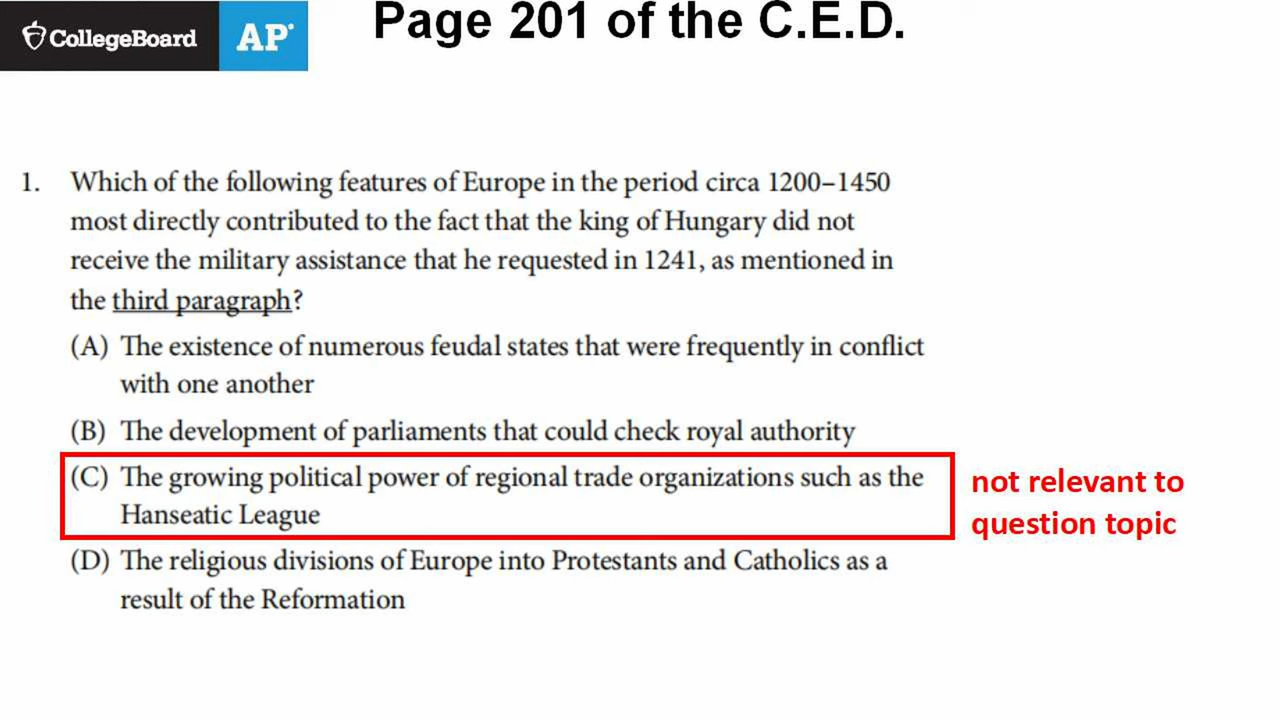 CollegeBoard AP Page 201 of the C.E.D.
1. Which of the following features of Europe in the period circa 1200–1450
most directly contributed to the fact that the king of Hungary did not
receive the military assistance that he requested in 1241, as mentioned in
the third paragraph?
(A) The existence of numerous feudal states that were frequently in conflict
with one another
(B) The development of parliaments that could check royal authority
(C) The growing political power of regional trade organizations such as the
Hanseatic League
not relevant to
question topic
(D) The religious divisions of Europe into Protestants and Catholics as a
result of the Reformation